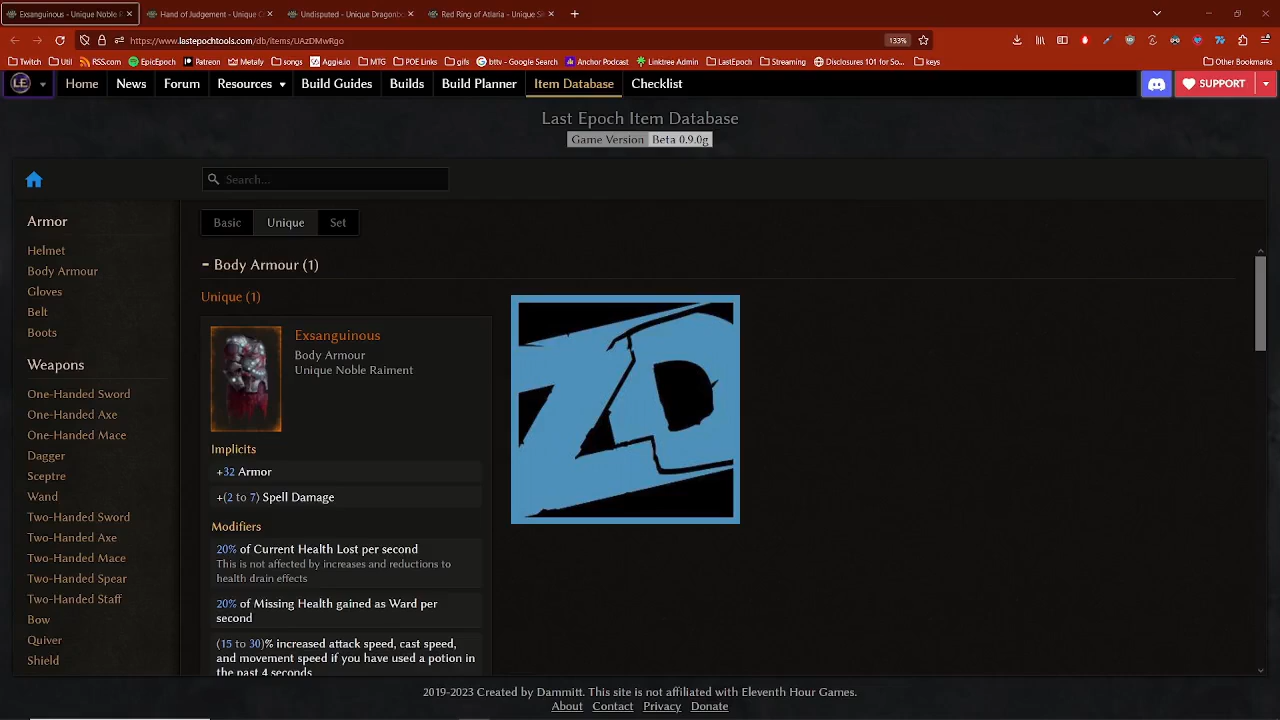 Exsanguinous - Unique Noble R
Hand of Judgement - Unique C
Undisputed - Unique Dragonbo
Red Ring of Atlaria - Unique Sil
https://www.lastepochtools.com/db/items/UAzDMwRgo
133%
Twitch
Util
RSS.com
EpicEpoch
Patreon
Metafy
songs
Aggie.io
MTG
POE Links
gifs
bttv - Google Search
Anchor Podcast
Linktree Admin
LastEpoch
Streaming
Disclosures 101 for So...
keys
Other Bookmarks
LE
Home
News
Forum
Resources
Build Guides
Builds
Build Planner
Item Database
Checklist
SUPPORT
Last Epoch Item Database
Game Version Beta 0.9.0g
Search...
Armor
Helmet
Body Armour
Gloves
Belt
Boots
Weapons
One-Handed Sword
One-Handed Axe
One-Handed Mace
Dagger
Sceptre
Wand
Two-Handed Sword
Two-Handed Axe
Two-Handed Mace
Two-Handed Spear
Two-Handed Staff
Bow
Quiver
Shield
Basic
Unique
Set
- Body Armour (1)
Unique (1)
Exsanguinous
Body Armour
Unique Noble Raiment
Implicits
+32 Armor
+(2 to 7) Spell Damage
Modifiers
20% of Current Health Lost per second
This is not affected by increases and reductions to
health drain effects
20% of Missing Health gained as Ward per
second
(15 to 30)% increased attack speed, cast speed,
and movement speed if you have used a potion in
the past 4 seconds
2019-2023 Created by Dammitt. This site is not affiliated with Eleventh Hour Games.
About
Contact
Privacy
Donate